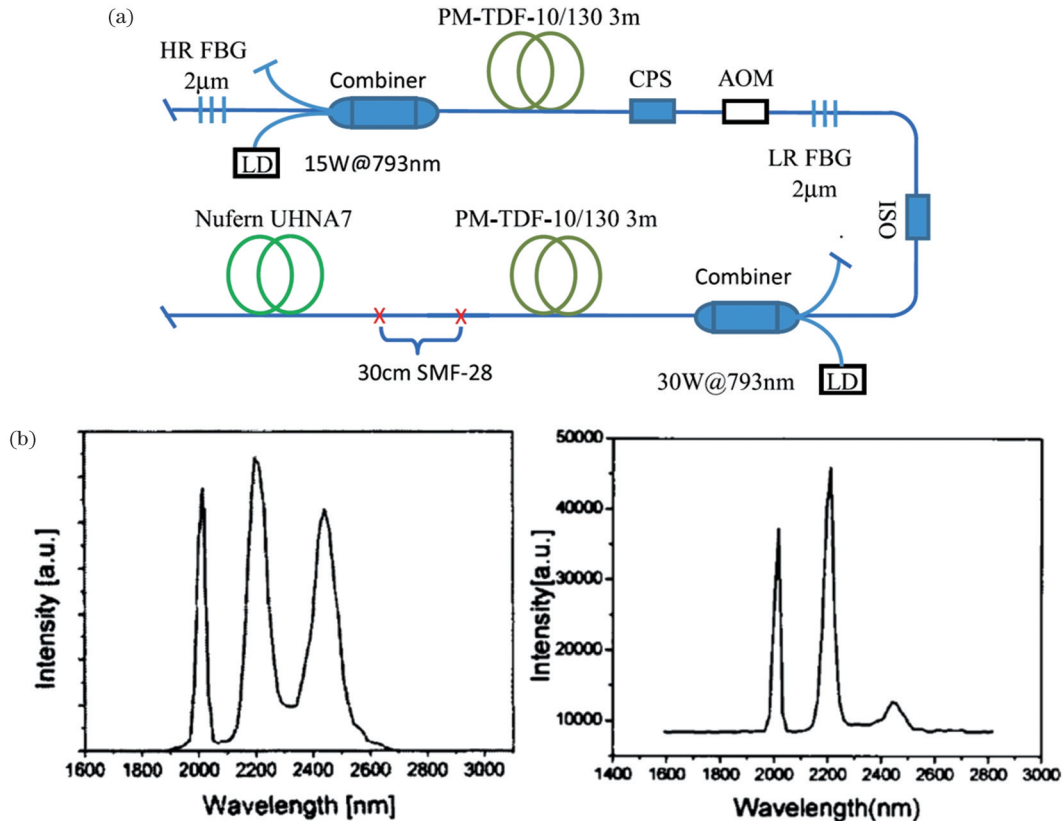 (a)
PM-TDF-10/130 3m
HR FBG
2μm
Combiner
CPS
AOM
LD
15W@793nm
LR FBG
2μm
ISO
Nufern UHNA7
PM-TDF-10/130 3m
Combiner
30cm SMF-28
30W@793nm
LD
(b)
Intensity [a.u.]
1600 1800 2000 2200 2400 2600 2800 3000
Wavelength [nm]
50000
40000
30000
20000
10000
Intensity[a.u.]
1400 1600 1800 2000 2200 2400 2600 2800 3000
Wavelength(nm)